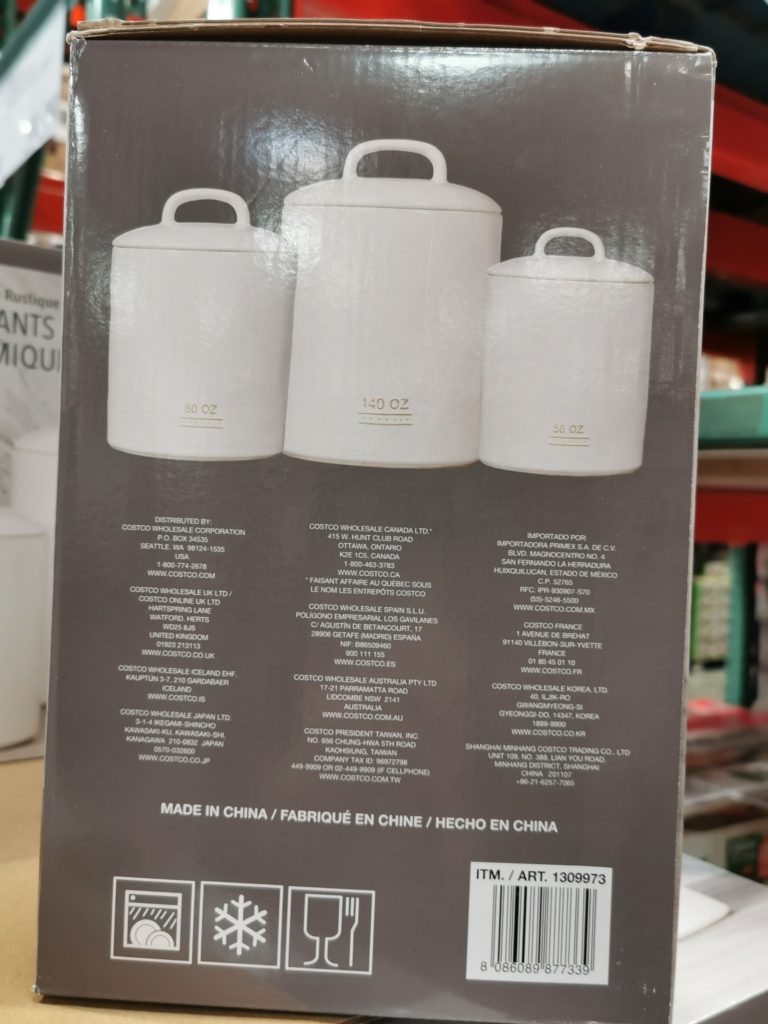 Rustique
ANTS
MIQU
80 OZ
140 OZ
56 OZ
DISTRIBUTED BY:
COSTCO WHOLESALE CORPORATION
P.O. BOX 34535
SEATTLE, WA 98124-1535
USA
1-800-774-2678
WWW.COSTCO.COM
COSTCO WHOLESALE UK LTD /
COSTCO ONLINE UK LTD
HARTSPRING LANE
WATFORD, HERTS
WD25 8JS
UNITED KINGDOM
01923 213113
WWW.COSTCO.CO.UK
COSTCO WHOLESALE ICELAND EHF.
KAUPTÚN 3-7, 210 GARDABAER
ICELAND
WWW.COSTCO.IS
COSTCO WHOLESALE JAPAN LTD.
3-1-4 IKEGAMI-SHINCHO
KAWASAKI-KU, KAWASAKI-SHI,
KANAGAWA 210-0832 JAPAN
0570-032600
WWW.COSTCO.CO.JP
COSTCO WHOLESALE CANADA LTD.*
415 W. HUNT CLUB ROAD
OTTAWA, ONTARIO
K2E 1C5, CANADA
1-800-463-3783
WWW.COSTCO.CA
* FAISANT AFFAIRE AU QUÉBEC SOUS
LE NOM LES ENTREPÔTS COSTCO
COSTCO WHOLESALE SPAIN S.L.U.
POLÍGONO EMPRESARIAL LOS GAVILANES
C/ AGUSTÍN DE BETANCOURT, 17
28906 GETAFE (MADRID) ESPAÑA
NIF: B86509460
900 111 155
WWW.COSTCO.ES
COSTCO WHOLESALE AUSTRALIA PTY LTD
17-21 PARRAMATTA ROAD
LIDCOMBE NSW 2141
AUSTRALIA
WWW.COSTCO.COM.AU
COSTCO PRESIDENT TAIWAN, INC
NO. 656 CHUNG-HWA 5TH ROAD
KAOHSIUNG, TAIWAN
COMPANY TAX ID: 96972798
449-9909 OR 02-449-9909 (IF CELLPHONE)
WWW.COSTCO.COM.TW
IMPORTADO POR:
IMPORTADORA PRIMEX S.A. DE C.V.
BLVD. MAGNOCENTRO NO. 4
SAN FERNANDO LA HERRADURA
HUIXQUILUCAN, ESTADO DE MÉXICO
C.P. 52765
RFC: IPR-930907-S70
(55)-5246-5500
WWW.COSTCO.COM.MX
COSTCO FRANCE
1 AVENUE DE BRÉHAT
91140 VILLEBON-SUR-YVETTE
FRANCE
01 80 45 01 10
WWW.COSTCO.FR
COSTCO WHOLESALE KOREA, LTD.
40, ILJIK-RO
GWANGMYEONG-SI
GYEONGGI-DO, 14347, KOREA
1899-9900
WWW.COSTCO.CO.KR
SHANGHAI MINHANG COSTCO TRADING CO., LTD
UNIT 109, NO. 388, LIAN YOU ROAD,
MINHANG DISTRICT, SHANGHAI
CHINA 201107
+86-21-6257-7065
MADE IN CHINA / FABRIQUÉ EN CHINE / HECHO EN CHINA
ITM. / ART. 1309973
8 086089 877339